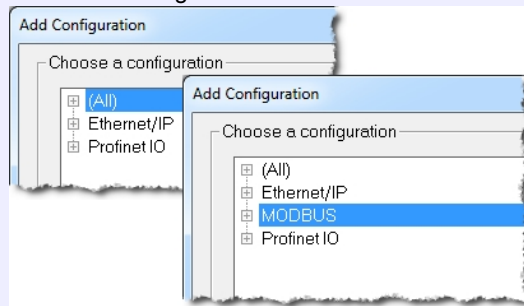 Add Configuration
Choose a configuration
(All)
Ethernet/IP
Profinet IO
Add Configuration
Choose a configuration
(All)
Ethernet/IP
MODBUS
Profinet IO